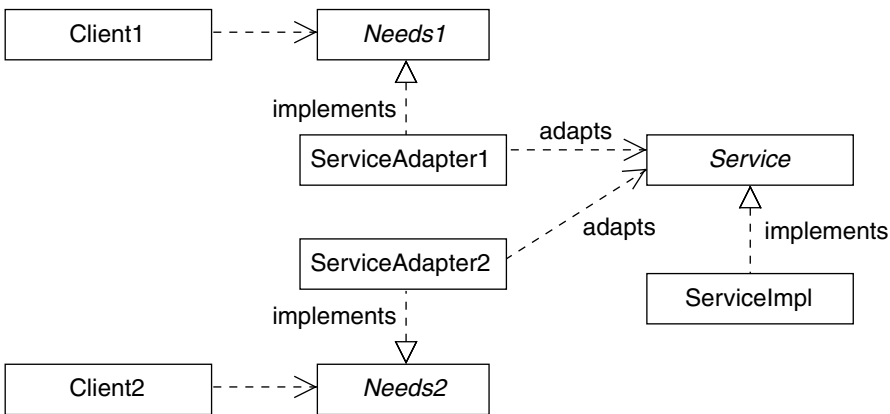 Client1
Needs1
implements
adapts
ServiceAdapter1
Service
adapts
implements
ServiceAdapter2
ServiceImpl
implements
Client2
Needs2